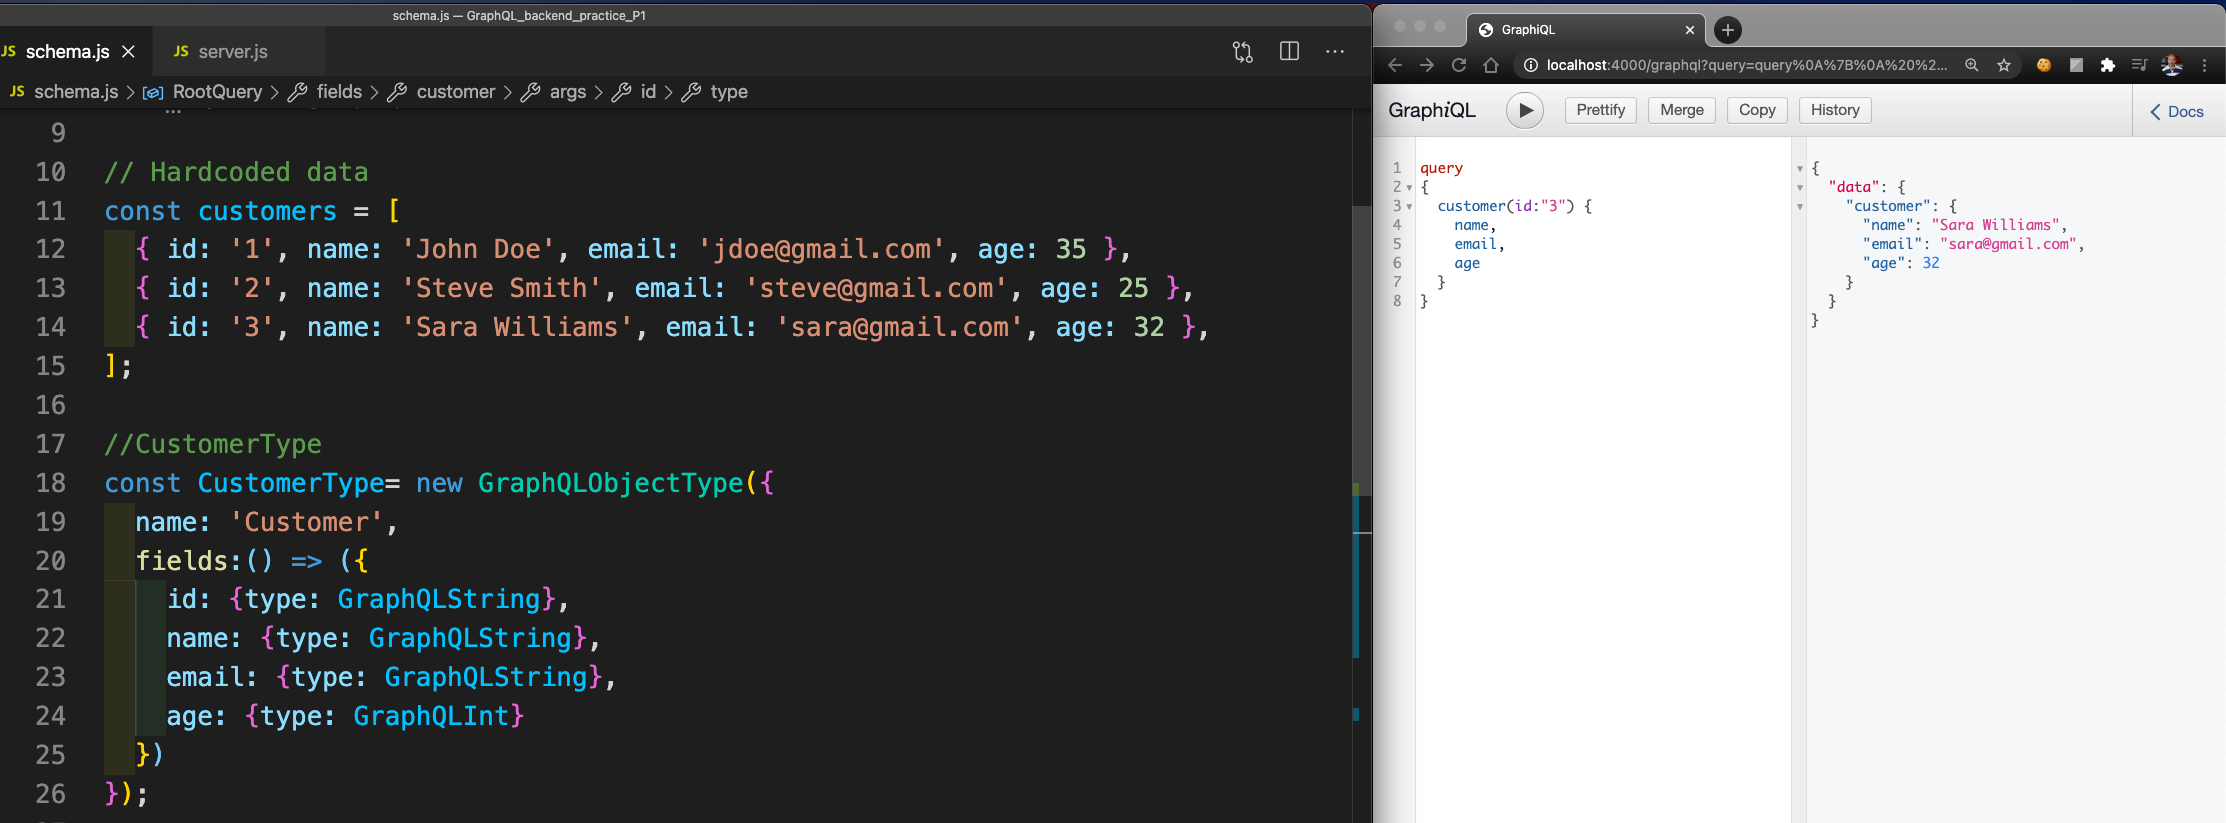 schema.js — GraphQL_backend_practice_P1
JS schema.js × JS server.js ...
JS schema.js > RootQuery > fields > customer > args > id > type
...
9
10 // Hardcoded data
11 const customers = [
12 { id: '1', name: 'John Doe', email: 'jdoe@gmail.com', age: 35 },
13 { id: '2', name: 'Steve Smith', email: 'steve@gmail.com', age: 25 },
14 { id: '3', name: 'Sara Williams', email: 'sara@gmail.com', age: 32 },
15 ];
16
17 //CustomerType
18 const CustomerType= new GraphQLObjectType({
19 name: 'Customer',
20 fields:() => ({
21 id: {type: GraphQLString},
22 name: {type: GraphQLString},
23 email: {type: GraphQLString},
24 age: {type: GraphQLInt}
25 })
26 });
GraphiQL × +
localhost:4000/graphql?query=query%0A%7B%0A%20%2...
GraphiQL Prettify Merge Copy History < Docs
1 query
2 {
3 customer(id:"3") {
4 name,
5 email,
6 age
7 }
8 }
{
"data": {
"customer": {
"name": "Sara Williams",
"email": "sara@gmail.com",
"age": 32
}
}
}